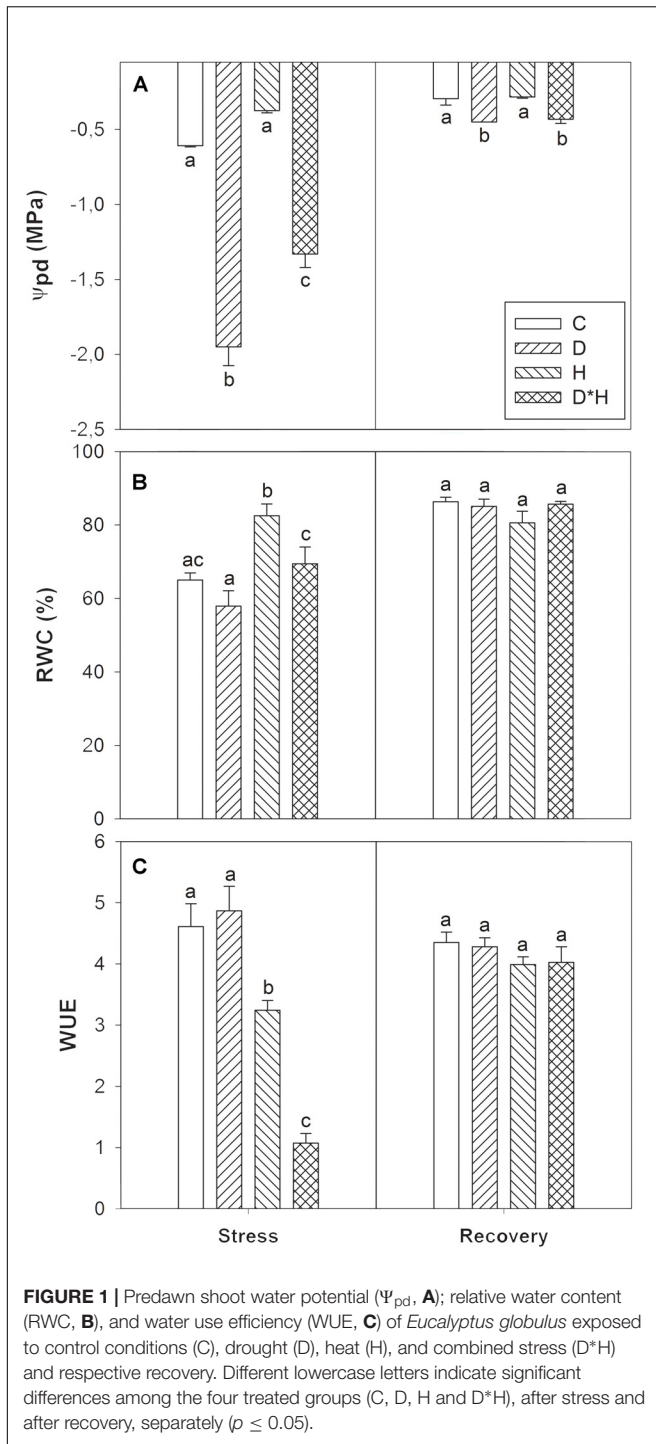 A
Ψpd (MPa)
-0,5
-1,0
-1,5
-2,0
-2,5
a b a c
a b a b
C
D
H
D*H
B
RWC (%)
100
80
60
40
20
0
ac a b c
a a a a
C
WUE
6
5
4
3
2
1
0
a a b c
a a a a
Stress Recovery
FIGURE 1 | Predawn shoot water potential (Ψpd, A); relative water content
(RWC, B), and water use efficiency (WUE, C) of Eucalyptus globulus exposed
to control conditions (C), drought (D), heat (H), and combined stress (D*H)
and respective recovery. Different lowercase letters indicate significant
differences among the four treated groups (C, D, H and D*H), after stress and
after recovery, separately (p ≤ 0.05).